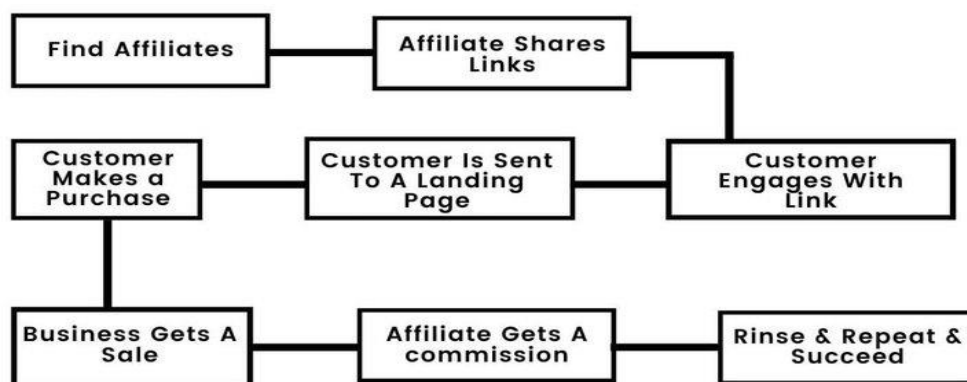 Find Affiliates
Affiliate Shares
Links
Customer
Engages With
Link
Customer Is Sent
To A Landing
Page
Customer
Makes a
Purchase
Business Gets A
Sale
Affiliate Gets A
commission
Rinse & Repeat &
Succeed